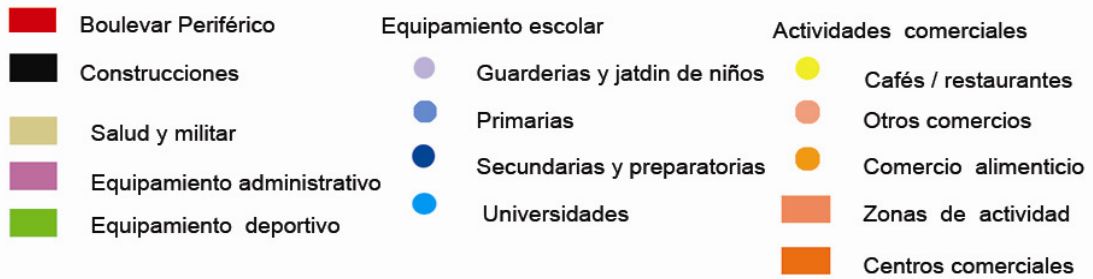 Boulevar Periférico
Construcciones
Salud y militar
Equipamiento administrativo
Equipamiento deportivo
Equipamiento escolar
Guarderias y jatdin de niños
Primarias
Secundarias y preparatorias
Universidades
Actividades comerciales
Cafés / restaurantes
Otros comercios
Comercio alimenticio
Zonas de actividad
Centros comerciales